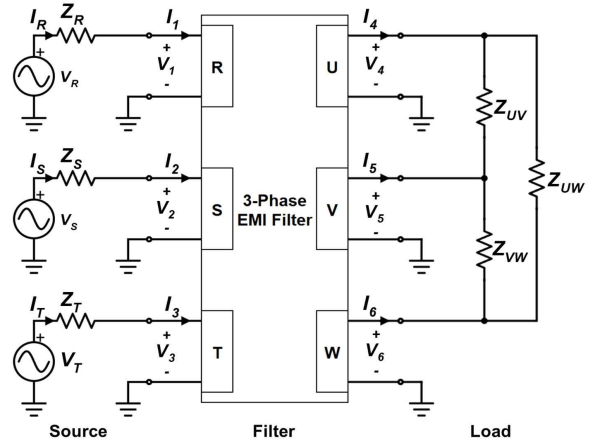 I_R Z_R I_1 I_4
+ + +
V_R V_1 R U V_4 Z_UV
- -
I_S Z_S I_2 I_5 Z_UW
+ + 3-Phase +
V_S V_2 S EMI Filter V V_5 Z_VW
- -
I_T Z_T I_3 I_6
+ + +
V_T V_3 T W V_6
- -
Source Filter Load